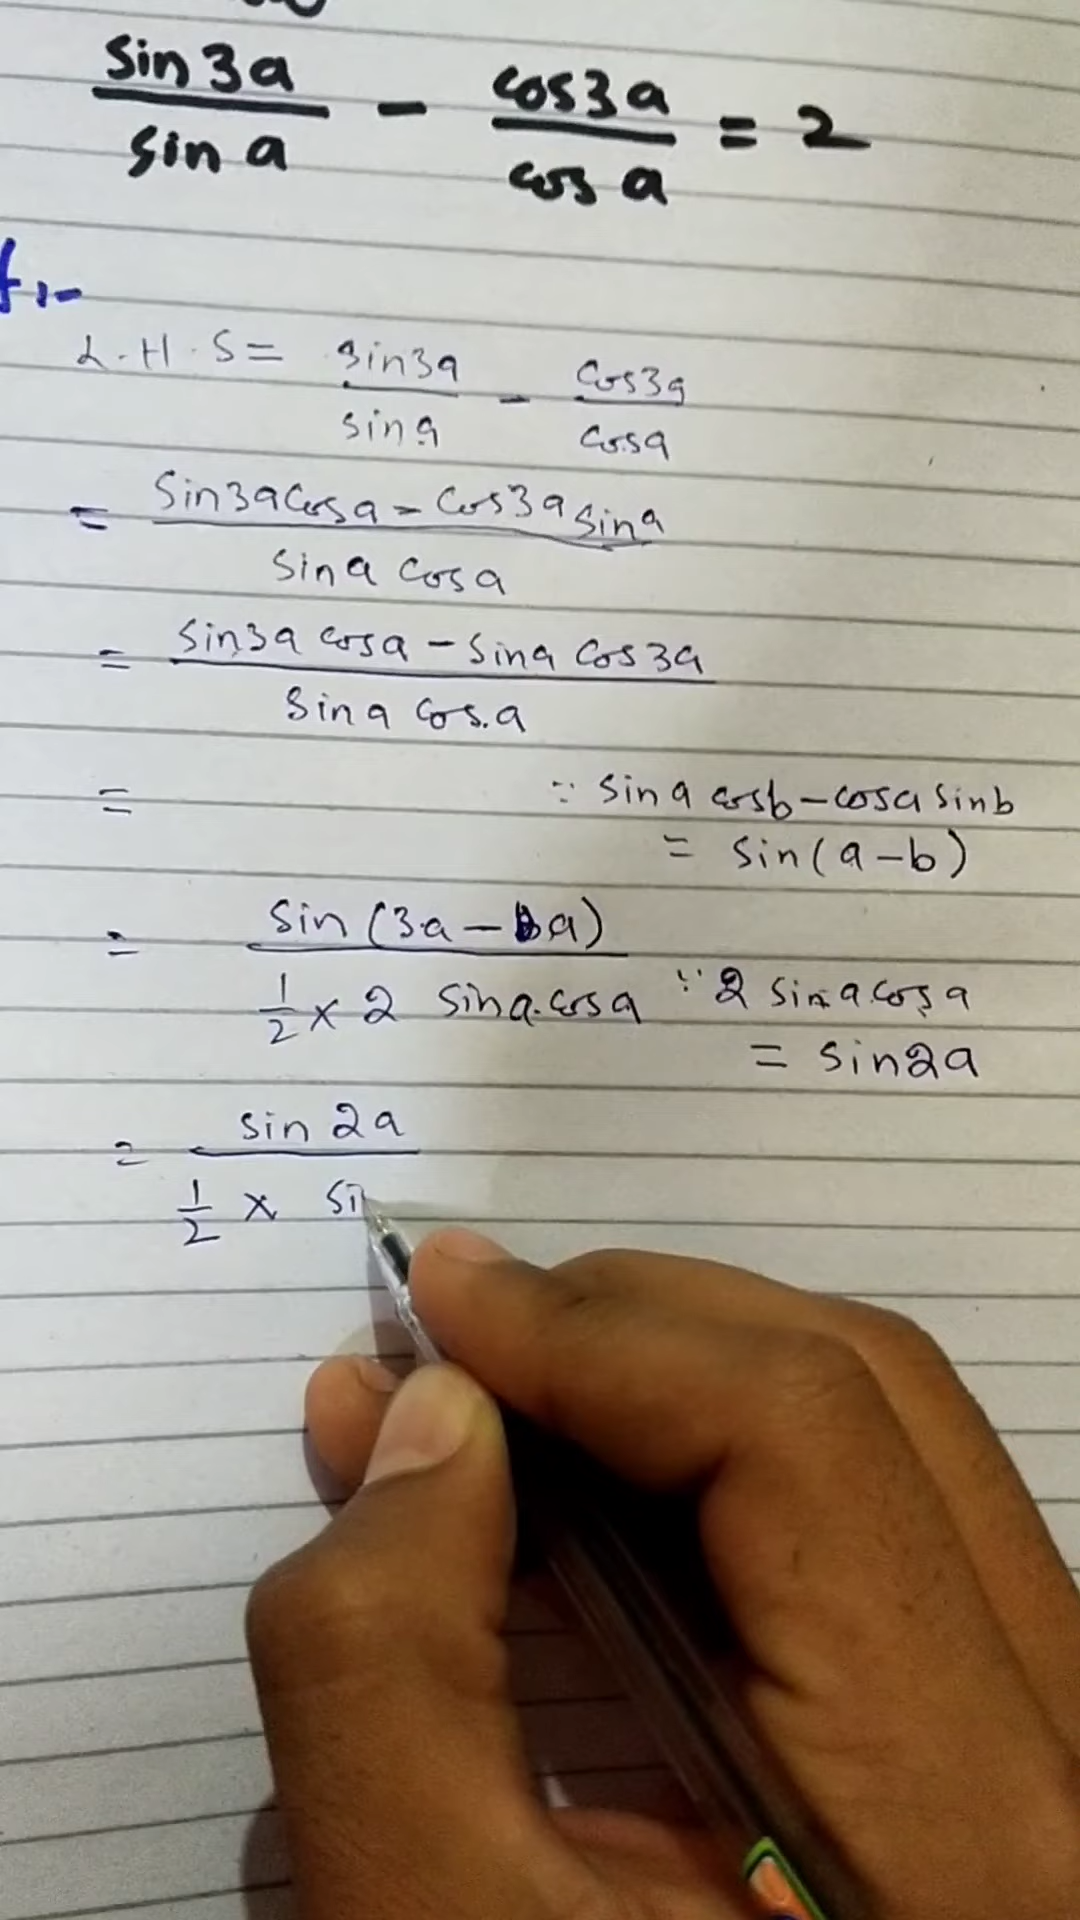 sin 3a / sin a - cos 3a / cos a = 2
f :-
L.H.S = sin3a / sina - cos3a / cosa
= sin3a cosa - cos3a sina / sina cosa
= sin3a cosa - sina cos3a / sina cos.a
= ∵ sina cosb - cosa sinb
= sin(a-b)
= sin(3a - a) / 1/2 × 2 sina.cosa ∵ 2 sina.cosa
= sin2a
= sin 2a / 1/2 × si